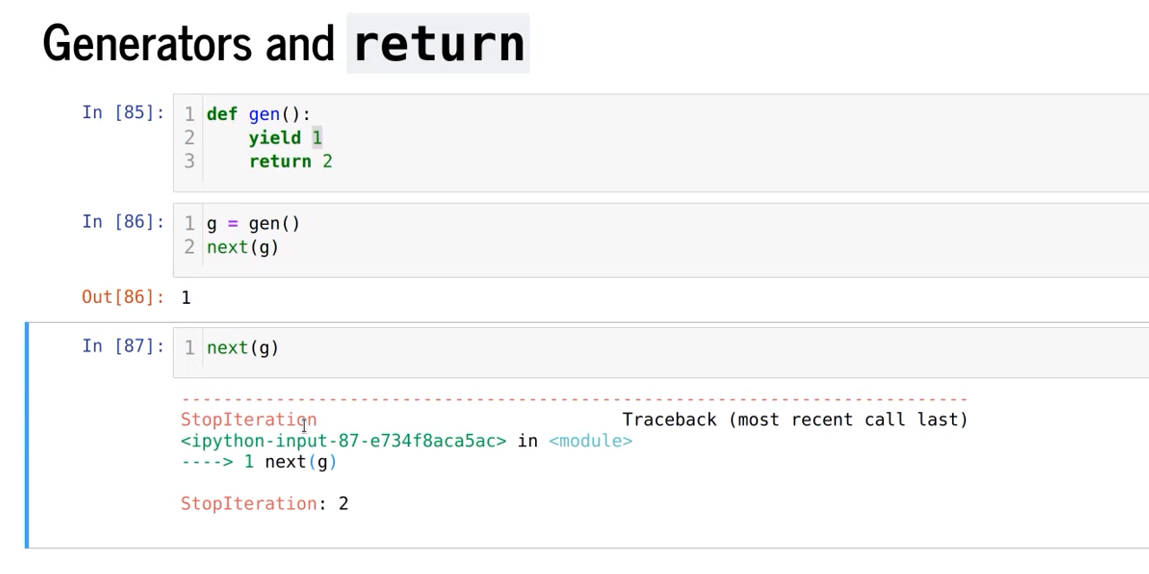 Generators and return
In [85]:
1 def gen():
2     yield 1
3     return 2
In [86]:
1 g = gen()
2 next(g)
Out[86]: 1
In [87]:
1 next(g)
---------------------------------------------------------------------------
StopIteration                             Traceback (most recent call last)
<ipython-input-87-e734f8aca5ac> in <module>
----> 1 next(g)
StopIteration: 2